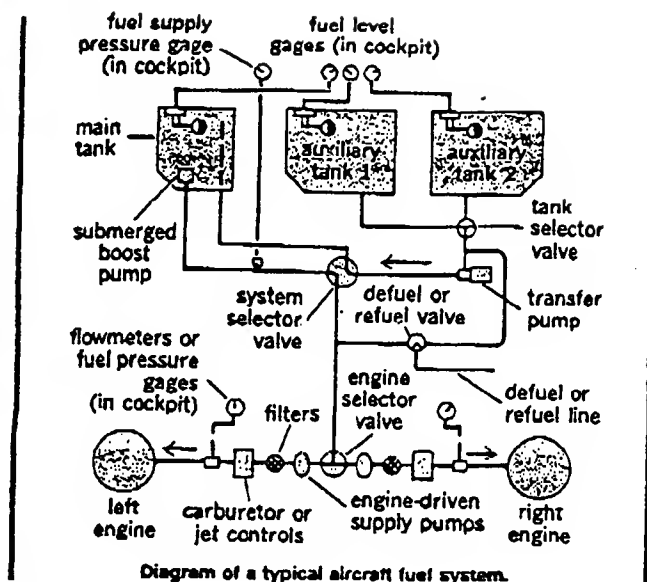 fuel supply
pressure gage
(in cockpit)
fuel level
gages (in cockpit)
main
tank
auxiliary
tank 1
auxiliary
tank 2
submerged
boost
pump
tank
selector
valve
system
selector
valve
defuel or
refuel valve
transfer
pump
flowmeters or
fuel pressure
gages
(in cockpit)
filters
engine
selector
valve
defuel or
refuel line
left
engine
carburetor or
jet controls
engine-driven
supply pumps
right
engine
Diagram of a typical aircraft fuel system.